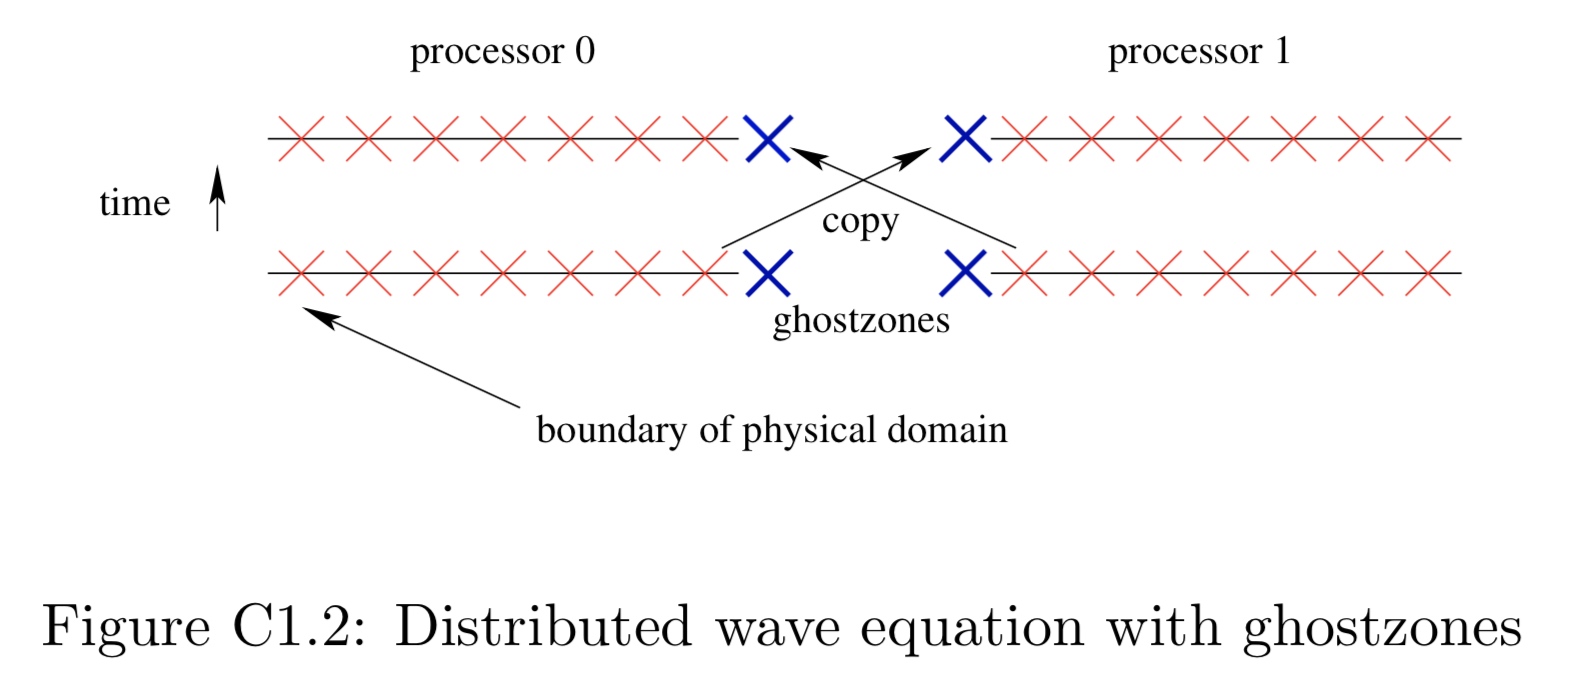 processor 0
processor 1
time
copy
ghostzones
boundary of physical domain
Figure C1.2: Distributed wave equation with ghostzones